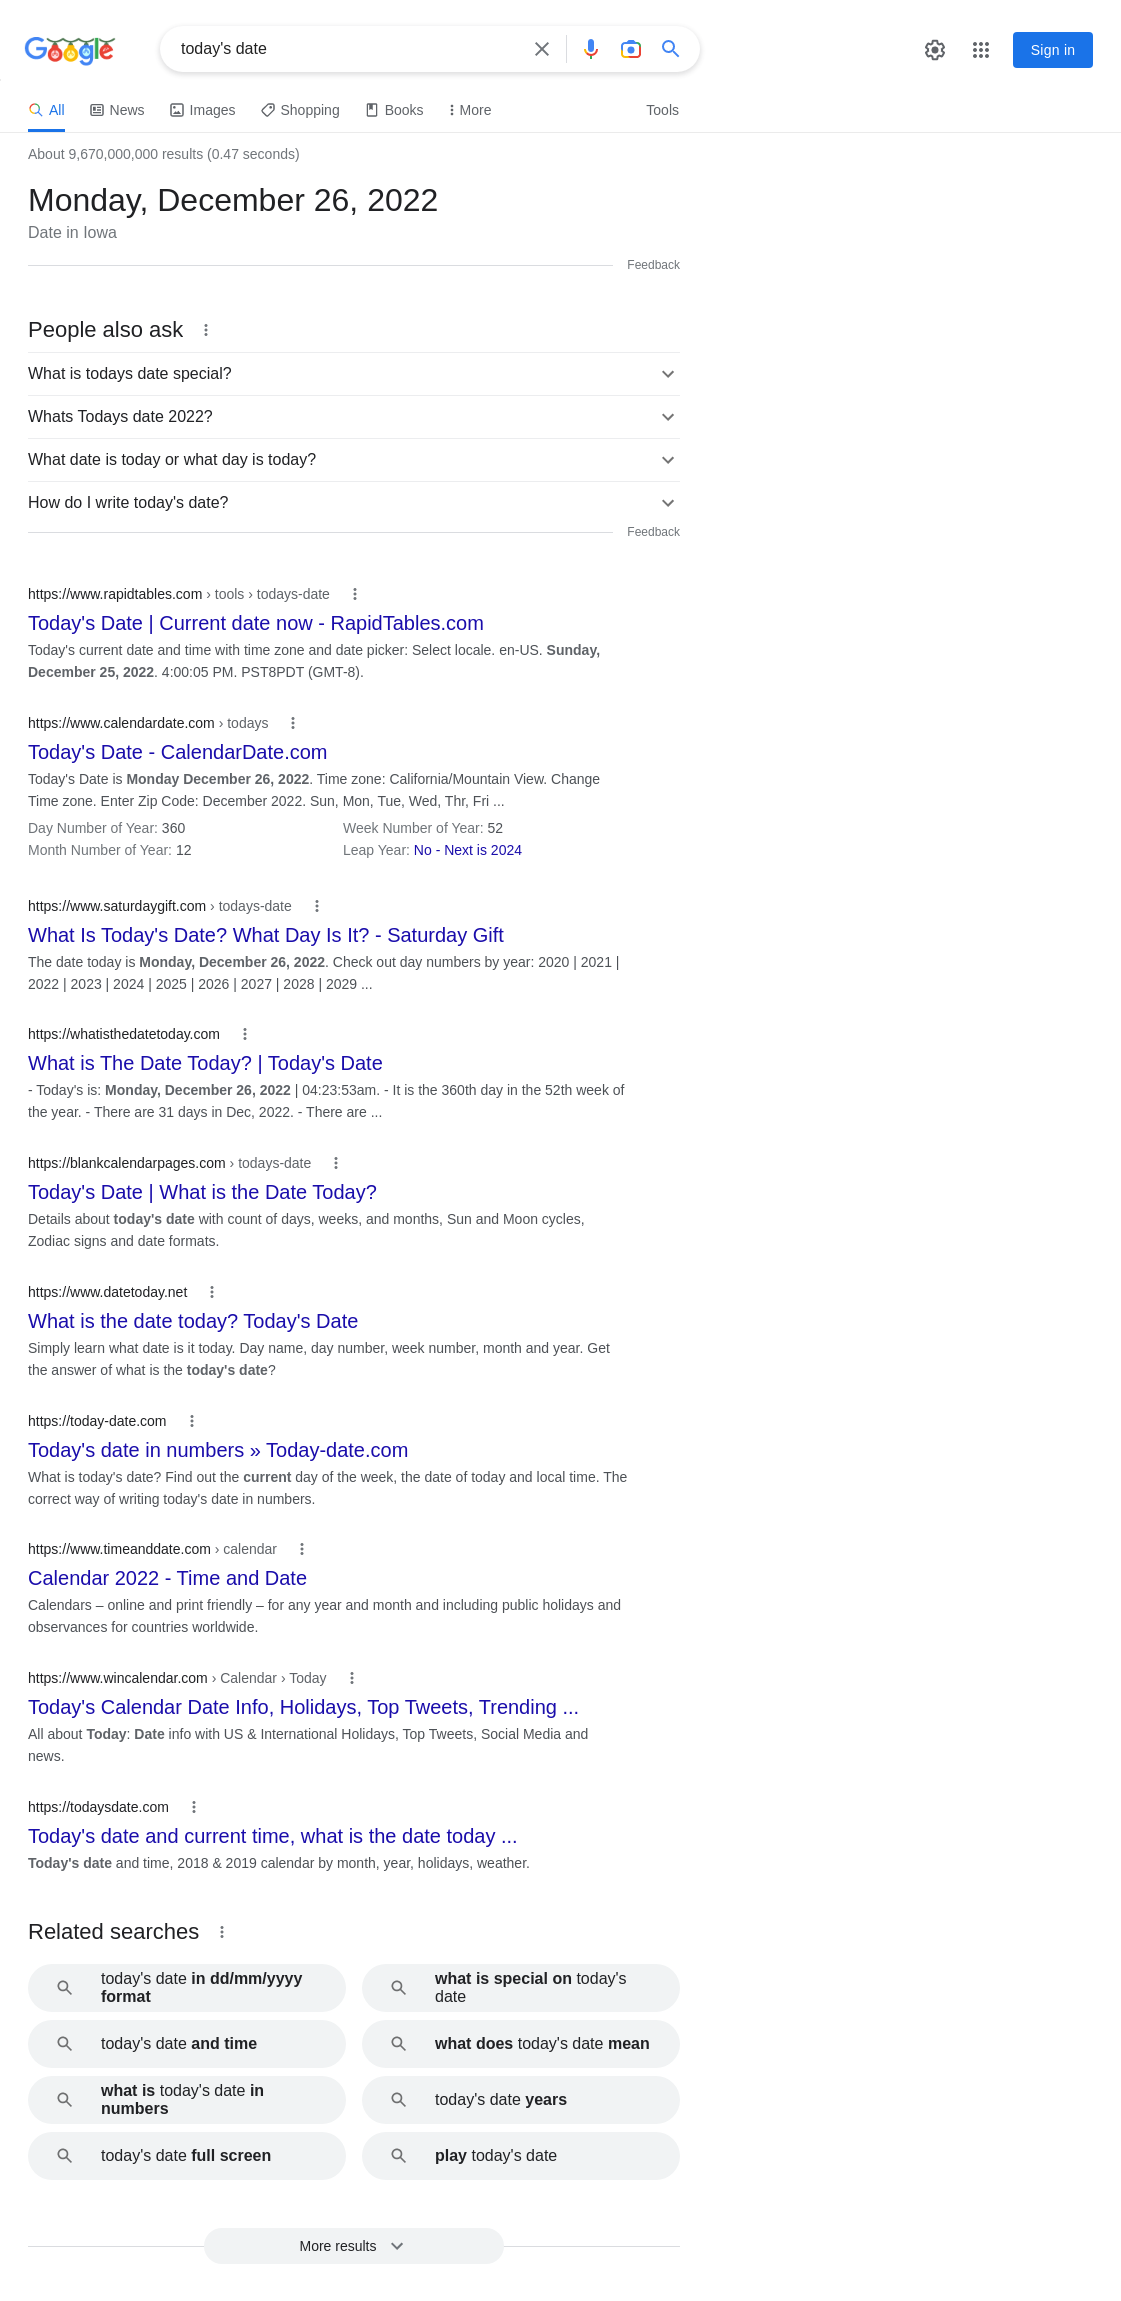 Google
today's date
Sign in
All News Images Shopping Books More Tools
About 9,670,000,000 results (0.47 seconds)
Monday, December 26, 2022
Date in Iowa
Feedback
People also ask
What is todays date special?
Whats Todays date 2022?
What date is today or what day is today?
How do I write today's date?
Feedback
https://www.rapidtables.com › tools › todays-date
Today's Date | Current date now - RapidTables.com
Today's current date and time with time zone and date picker: Select locale. en-US. Sunday,
December 25, 2022. 4:00:05 PM. PST8PDT (GMT-8).
https://www.calendardate.com › todays
Today's Date - CalendarDate.com
Today's Date is Monday December 26, 2022. Time zone: California/Mountain View. Change
Time zone. Enter Zip Code: December 2022. Sun, Mon, Tue, Wed, Thr, Fri ...
Day Number of Year: 360 Week Number of Year: 52
Month Number of Year: 12 Leap Year: No - Next is 2024
https://www.saturdaygift.com › todays-date
What Is Today's Date? What Day Is It? - Saturday Gift
The date today is Monday, December 26, 2022. Check out day numbers by year: 2020 | 2021 |
2022 | 2023 | 2024 | 2025 | 2026 | 2027 | 2028 | 2029 ...
https://whatisthedatetoday.com
What is The Date Today? | Today's Date
- Today's is: Monday, December 26, 2022 | 04:23:53am. - It is the 360th day in the 52th week of
the year. - There are 31 days in Dec, 2022. - There are ...
https://blankcalendarpages.com › todays-date
Today's Date | What is the Date Today?
Details about today's date with count of days, weeks, and months, Sun and Moon cycles,
Zodiac signs and date formats.
https://www.datetoday.net
What is the date today? Today's Date
Simply learn what date is it today. Day name, day number, week number, month and year. Get
the answer of what is the today's date?
https://today-date.com
Today's date in numbers » Today-date.com
What is today's date? Find out the current day of the week, the date of today and local time. The
correct way of writing today's date in numbers.
https://www.timeanddate.com › calendar
Calendar 2022 - Time and Date
Calendars – online and print friendly – for any year and month and including public holidays and
observances for countries worldwide.
https://www.wincalendar.com › Calendar › Today
Today's Calendar Date Info, Holidays, Top Tweets, Trending ...
All about Today: Date info with US & International Holidays, Top Tweets, Social Media and
news.
https://todaysdate.com
Today's date and current time, what is the date today ...
Today's date and time, 2018 & 2019 calendar by month, year, holidays, weather.
Related searches
today's date in dd/mm/yyyy
format
what is special on today's
date
today's date and time
what does today's date mean
what is today's date in
numbers
today's date years
today's date full screen
play today's date
More results